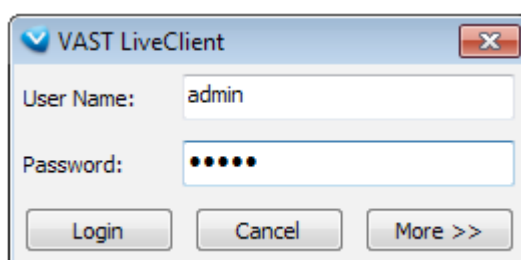 VAST LiveClient
User Name: admin
Password: •••••
Login Cancel More >>